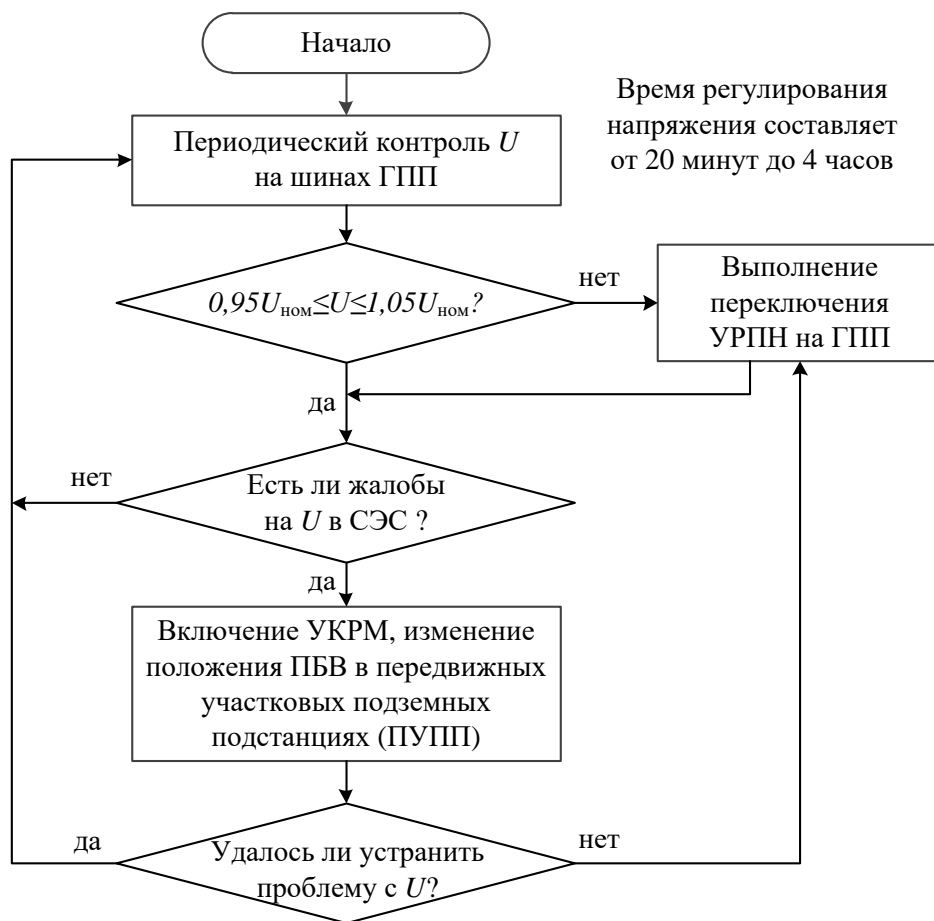 Начало
Время регулирования
напряжения составляет
от 20 минут до 4 часов
Периодический контроль U
на шинах ГПП
0,95Uном≤U≤1,05Uном?
нет
Выполнение
переключения
УРПН на ГПП
да
нет
Есть ли жалобы
на U в СЭС ?
да
Включение УКРМ, изменение
положения ПБВ в передвижных
участковых подземных
подстанциях (ПУПП)
да
нет
Удалось ли устранить
проблему с U?